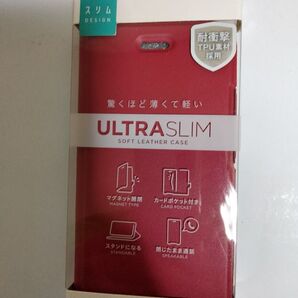 スリム
DESIGN
耐衝撃
TPU素材
採用
驚くほど薄くて軽い
ULTRASLIM
SOFT LEATHER CASE
マグネット開閉
MAGNET TYPE
カードポケット付き
CARD POCKET
スタンドになる
STANDABLE
閉じたまま通話
SPEAKABLE